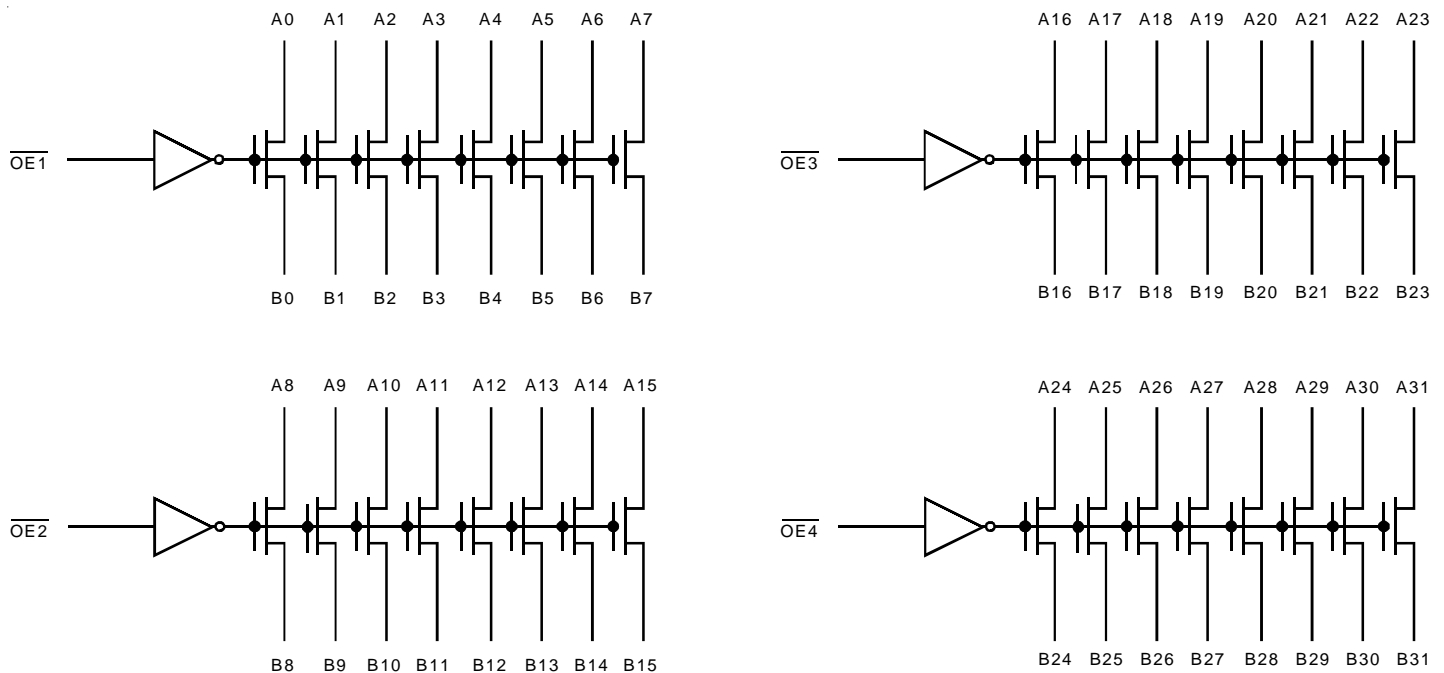 A0 A1 A2 A3 A4 A5 A6 A7
OE1
B0 B1 B2 B3 B4 B5 B6 B7
A16 A17 A18 A19 A20 A21 A22 A23
OE3
B16 B17 B18 B19 B20 B21 B22 B23
A8 A9 A10 A11 A12 A13 A14 A15
OE2
B8 B9 B10 B11 B12 B13 B14 B15
A24 A25 A26 A27 A28 A29 A30 A31
OE4
B24 B25 B26 B27 B28 B29 B30 B31